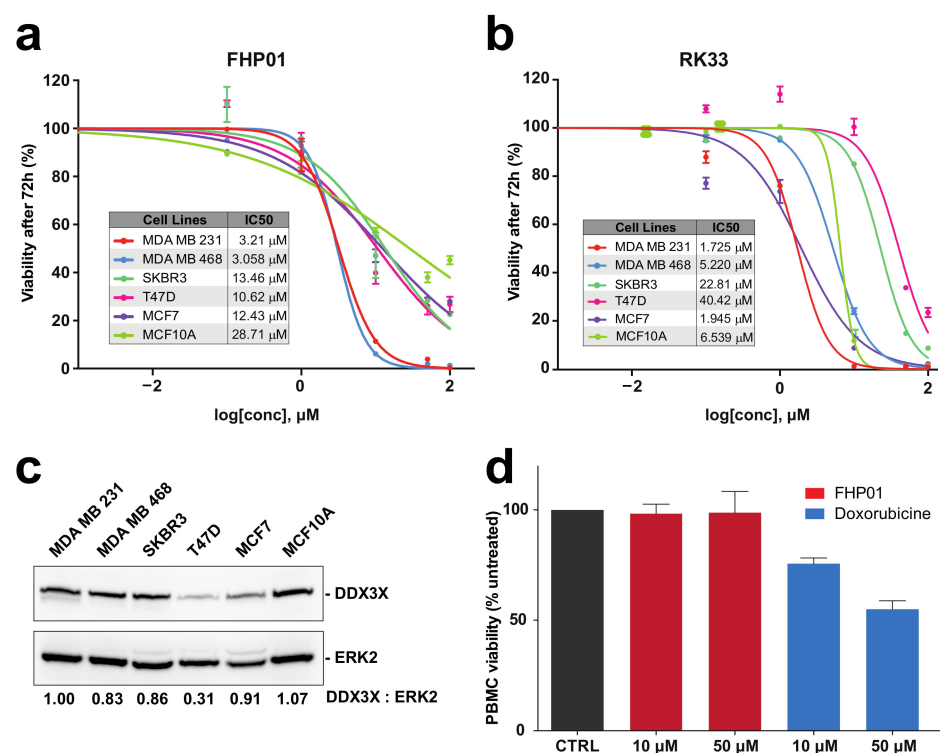 a
FHP01
120
100
80
60
40
20
0
Viability after 72h (%)
Cell Lines IC50
MDA MB 231 3.21 µM
MDA MB 468 3.058 µM
SKBR3 13.46 µM
T47D 10.62 µM
MCF7 12.43 µM
MCF10A 28.71 µM
−2 0 2
log[conc], µM
b
RK33
120
100
80
60
40
20
0
Viability after 72h (%)
Cell Lines IC50
MDA MB 231 1.725 µM
MDA MB 468 5.220 µM
SKBR3 22.81 µM
T47D 40.42 µM
MCF7 1.945 µM
MCF10A 6.539 µM
−2 0 2
log[conc], µM
c
MDA MB 231
MDA MB 468
SKBR3
T47D
MCF7
MCF10A
- DDX3X
- ERK2
1.00 0.83 0.86 0.31 0.91 1.07 DDX3X : ERK2
d
100
50
0
PBMC viability (% untreated)
FHP01
Doxorubicine
CTRL 10 µM 50 µM 10 µM 50 µM